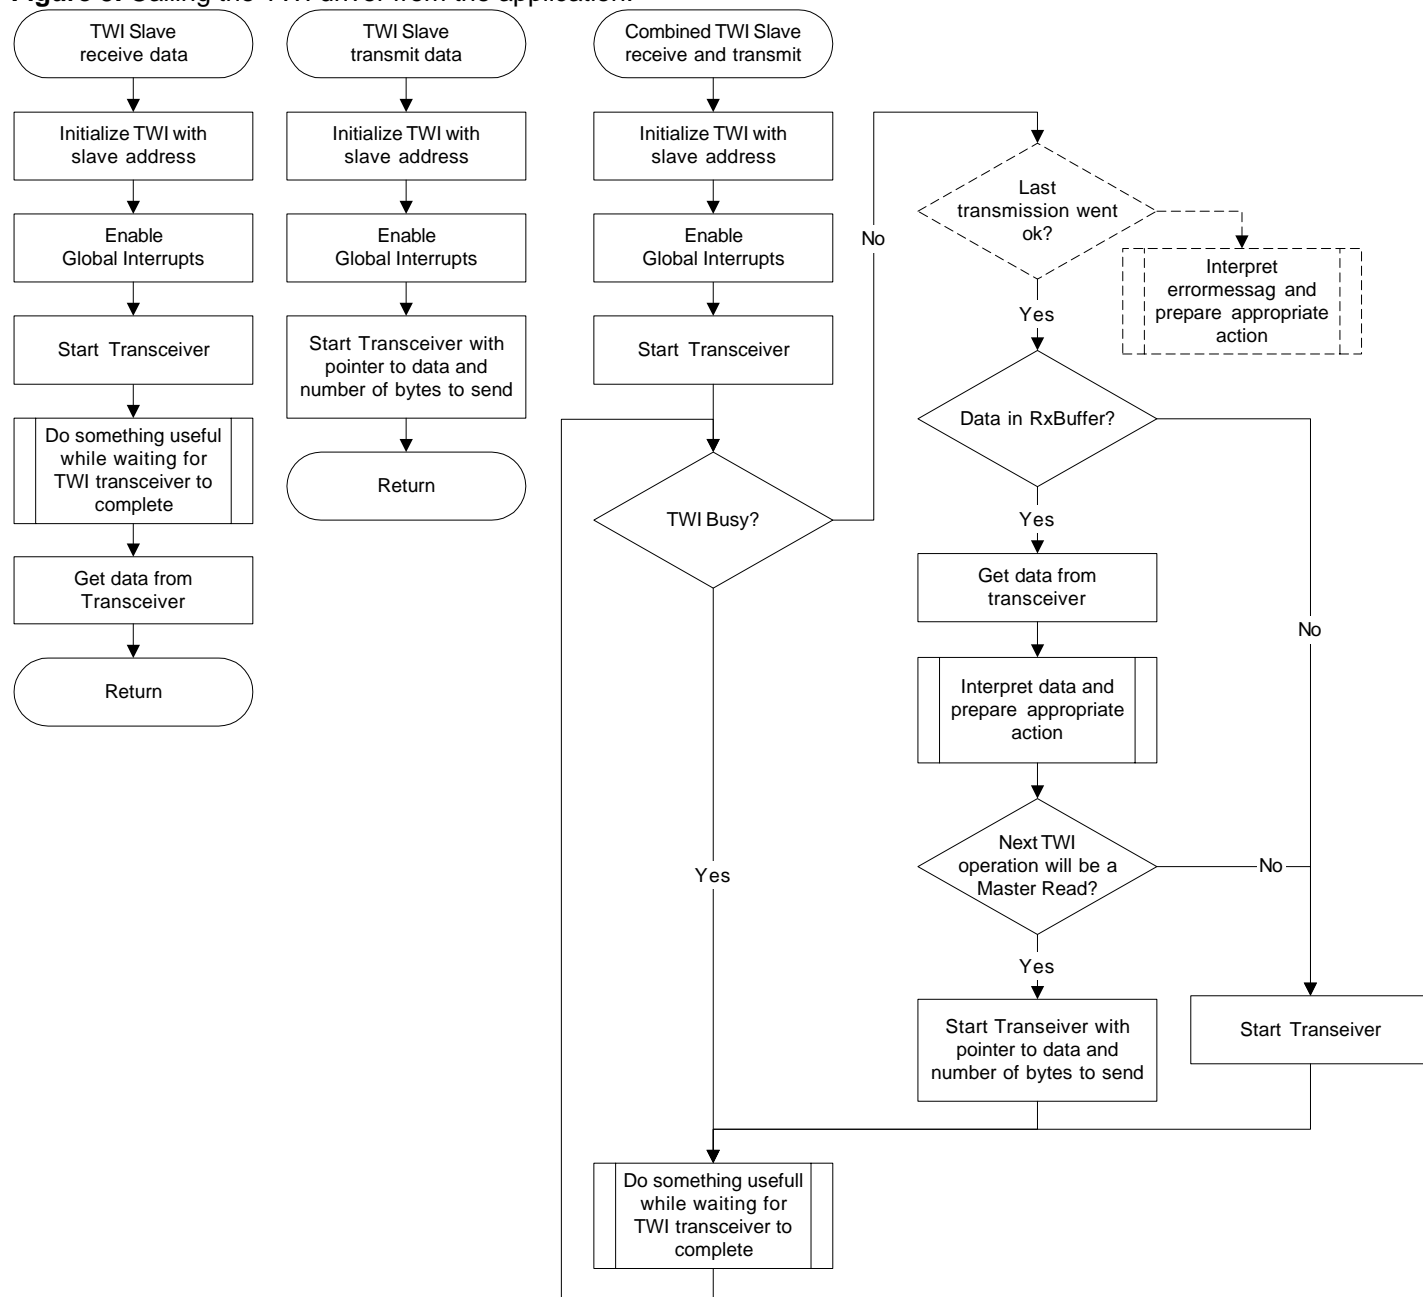 TWI Slave
receive data
Initialize TWI with
slave address
Enable
Global Interrupts
Start Transceiver
Do something useful
while waiting for
TWI transceiver to
complete
Get data from
Transceiver
Return
TWI Slave
transmit data
Initialize TWI with
slave address
Enable
Global Interrupts
Start Transceiver with
pointer to data and
number of bytes to send
Return
Combined TWI Slave
receive and transmit
Initialize TWI with
slave address
Enable
Global Interrupts
Start Transceiver
TWI Busy?
No
Yes
Last
transmission went
ok?
Interpret
errormessag and
prepare appropriate
action
Yes
Data in RxBuffer?
Yes
No
Get data from
transceiver
Interpret data and
prepare appropriate
action
Next TWI
operation will be a
Master Read?
No
Yes
Start Transeiver with
pointer to data and
number of bytes to send
Start Transeiver
Do something usefull
while waiting for
TWI transceiver to
complete